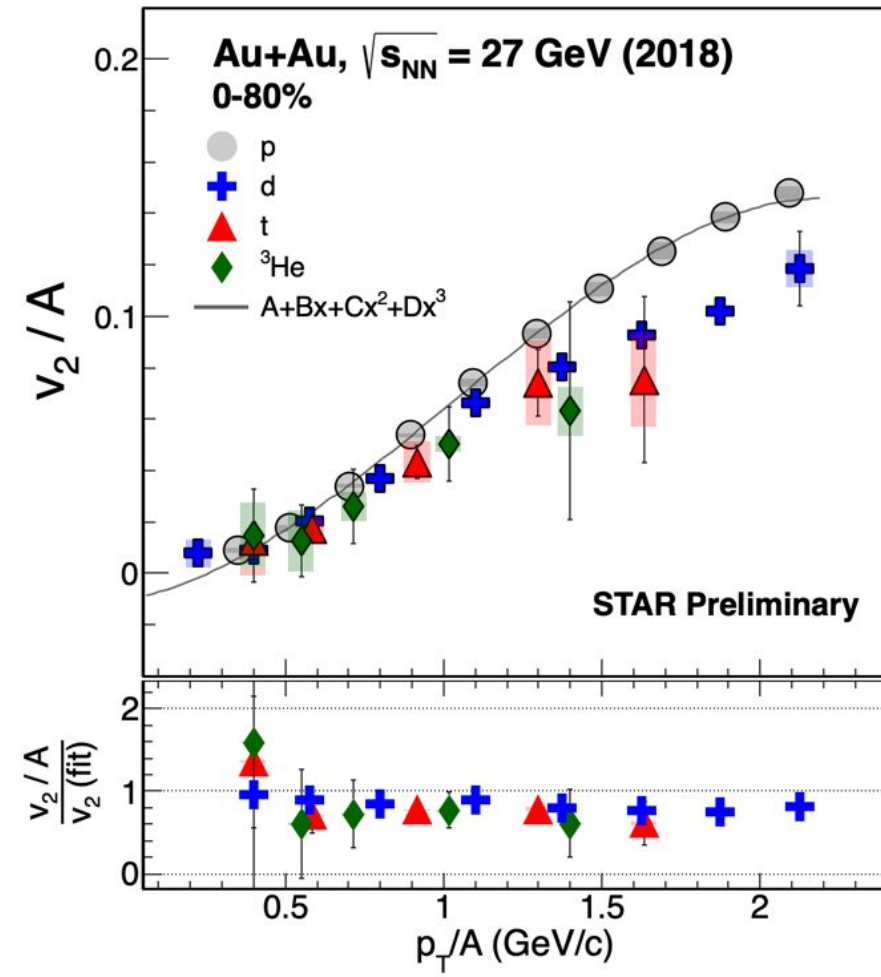 Au+Au, √sNN = 27 GeV (2018)
0-80%
p
d
t
³He
A+Bx+Cx²+Dx³
0.2
0.1
0
v₂ / A
STAR Preliminary
2
1
0
v₂ / A
v₂ (fit)
0.5
1
1.5
2
pT/A (GeV/c)